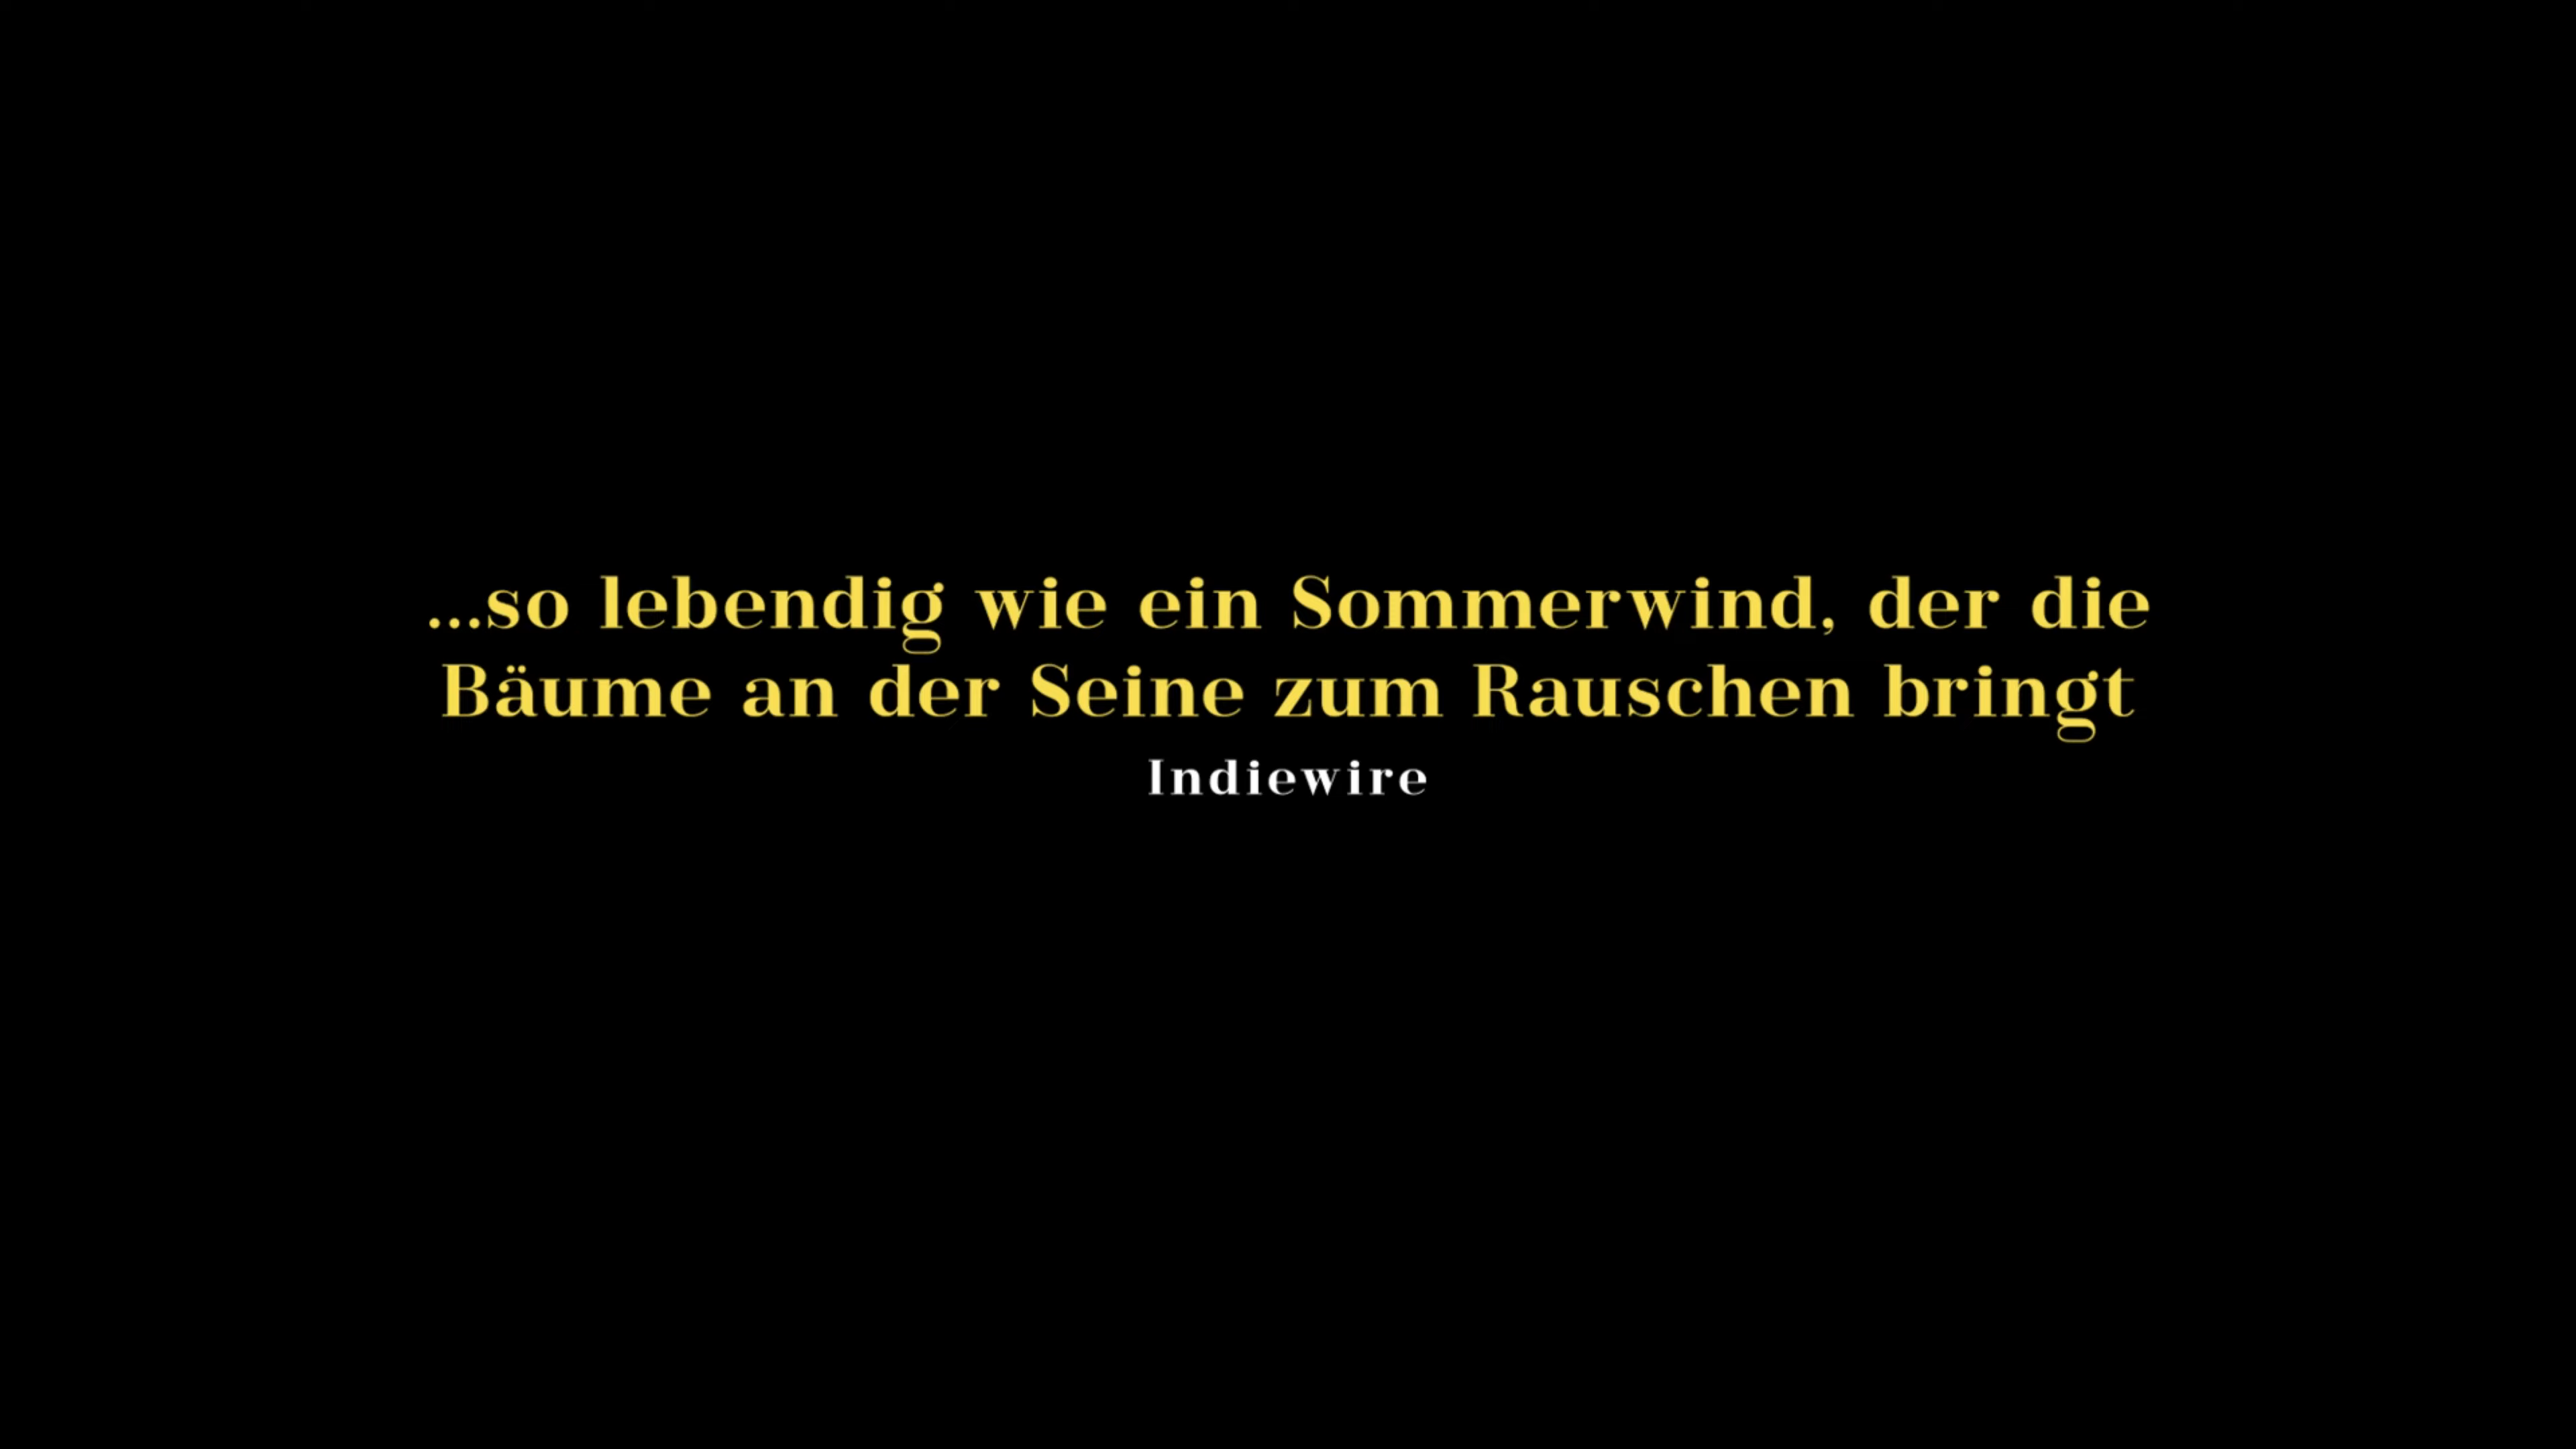 ...so lebendig wie ein Sommerwind, der die
Bäume an der Seine zum Rauschen bringt
Indiewire